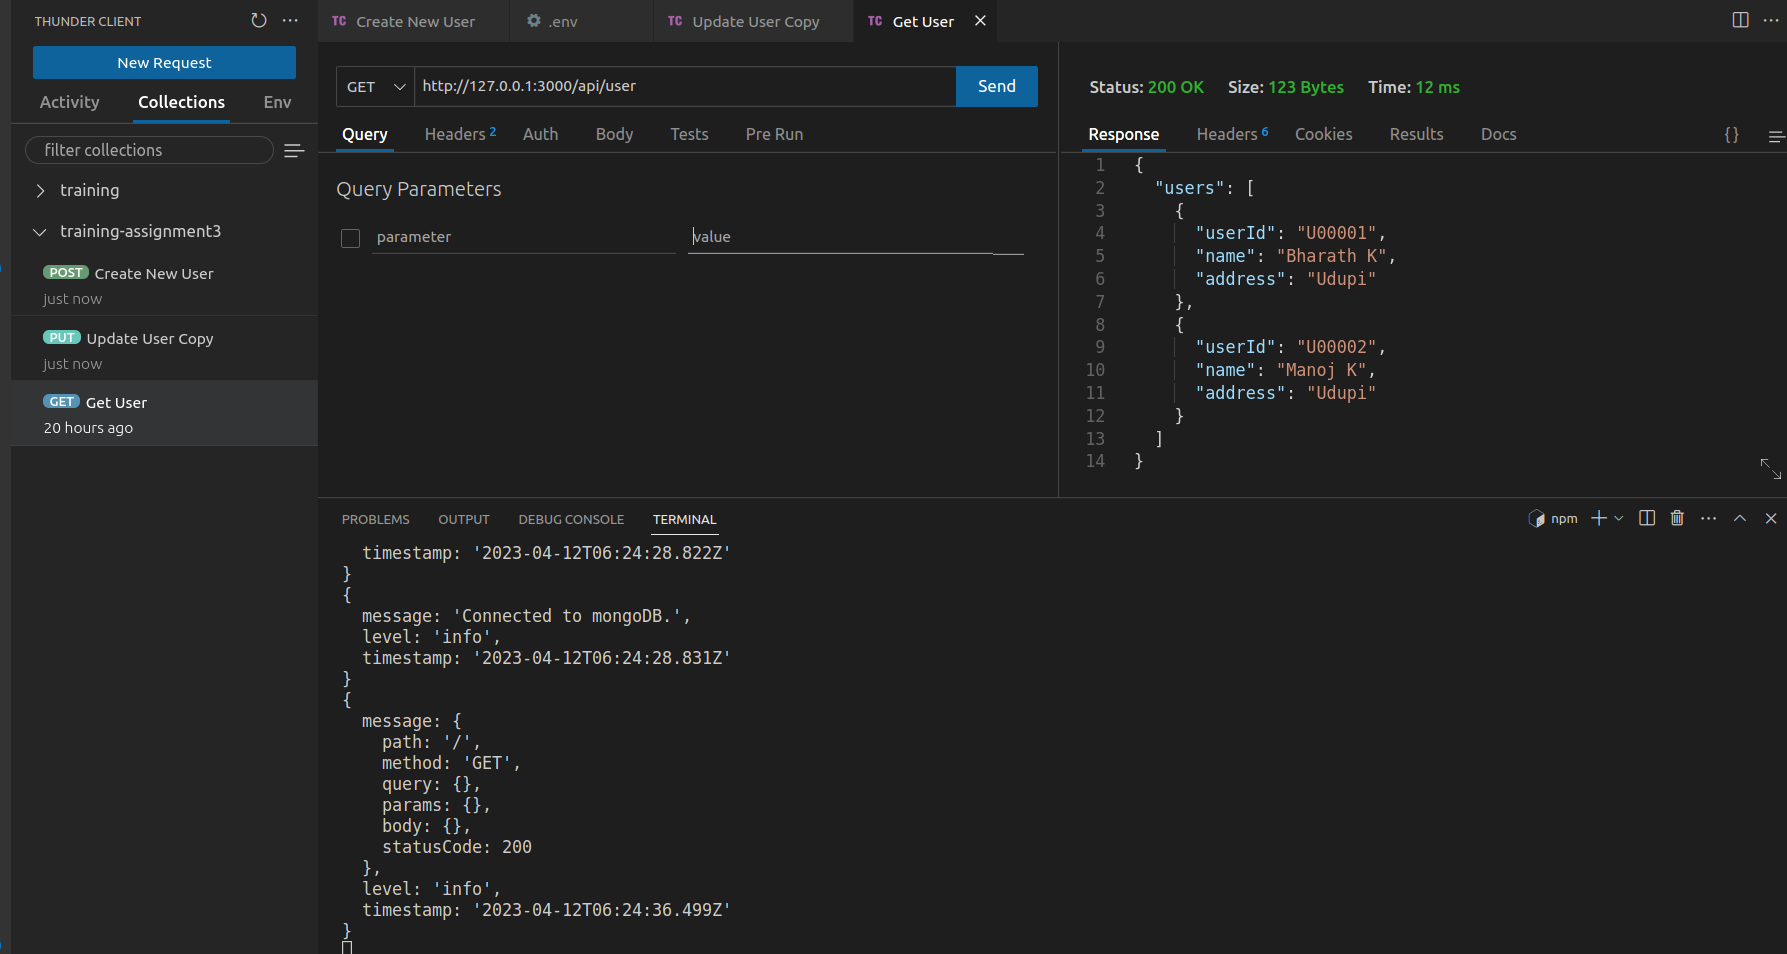 THUNDER CLIENT
New Request
Activity Collections Env
filter collections
training
training-assignment3
POST Create New User
just now
PUT Update User Copy
just now
GET Get User
20 hours ago
TC Create New User .env TC Update User Copy TC Get User
GET http://127.0.0.1:3000/api/user Send
Query Headers 2 Auth Body Tests Pre Run
Query Parameters
parameter value
Status: 200 OK Size: 123 Bytes Time: 12 ms
Response Headers 6 Cookies Results Docs {}
1 {
2 "users": [
3 {
4 "userId": "U00001",
5 "name": "Bharath K",
6 "address": "Udupi"
7 },
8 {
9 "userId": "U00002",
10 "name": "Manoj K",
11 "address": "Udupi"
12 }
13 ]
14 }
PROBLEMS OUTPUT DEBUG CONSOLE TERMINAL npm
timestamp: '2023-04-12T06:24:28.822Z'
}
{
message: 'Connected to mongoDB.',
level: 'info',
timestamp: '2023-04-12T06:24:28.831Z'
}
{
message: {
path: '/',
method: 'GET',
query: {},
params: {},
body: {},
statusCode: 200
},
level: 'info',
timestamp: '2023-04-12T06:24:36.499Z'
}